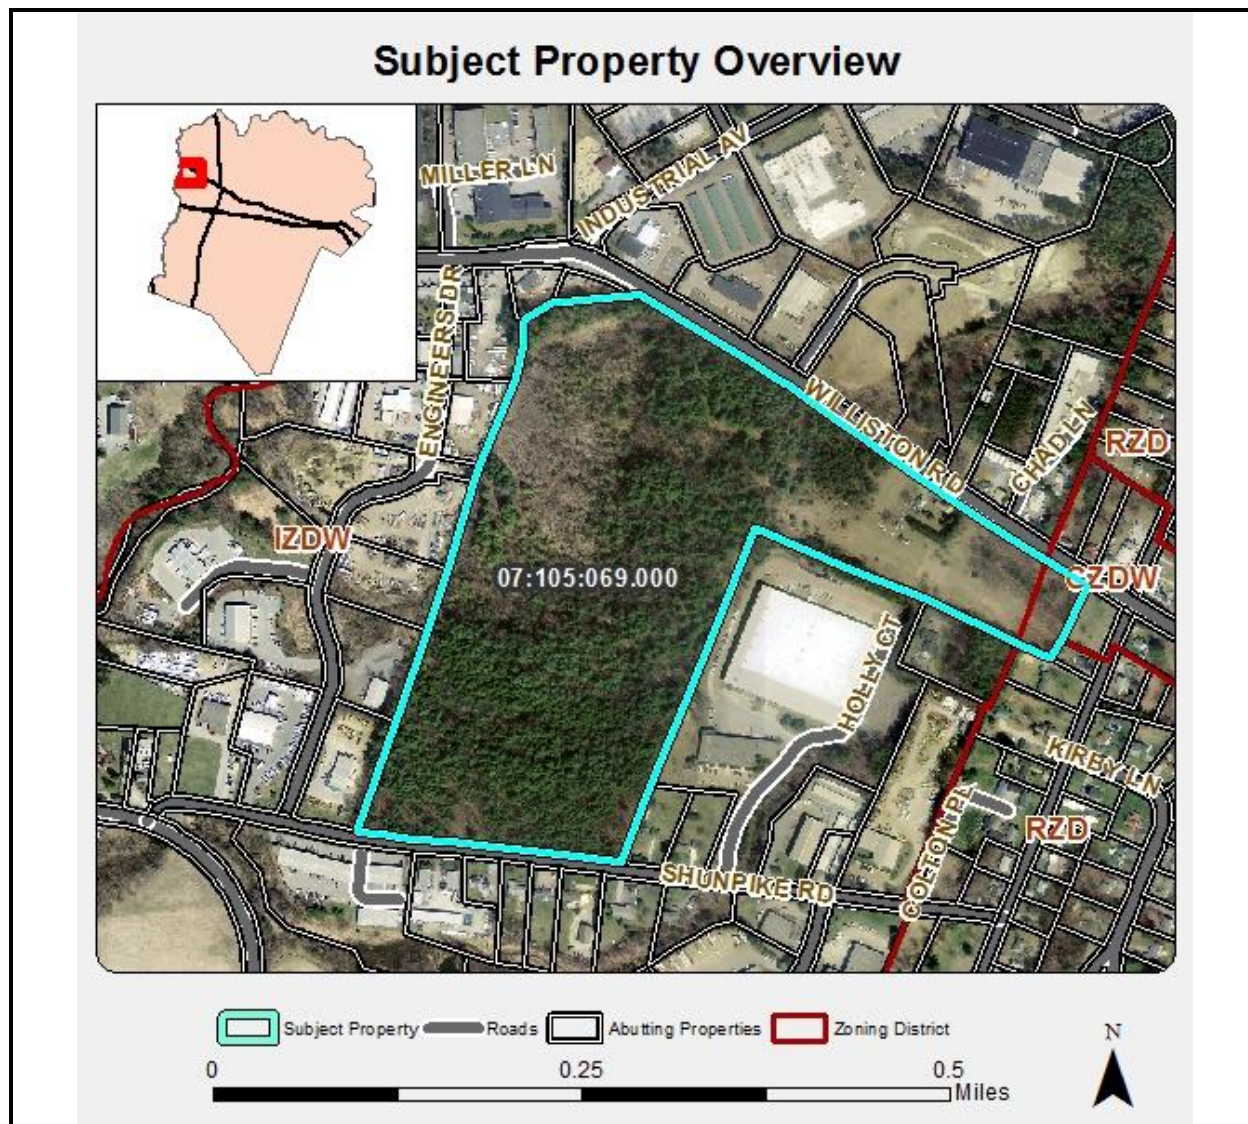 Subject Property Overview
MILLER LN
INDUSTRIAL AV
ENGINEERS DR
WILLISTON RD
CHAD LN
RZD
IZDW
07:105:069.000
CZDW
HOLLY CT
KIRBY LN
COLTON PL
RZD
SHUNPIKE RD
Subject Property
Roads
Abutting Properties
Zoning District
N
0 0.25 0.5
Miles